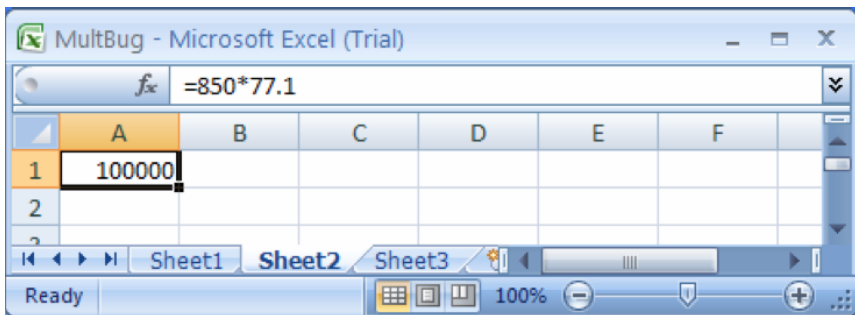 MultBug - Microsoft Excel (Trial)
fx =850*77.1
A B C D E F
1 100000
2
Sheet1 Sheet2 Sheet3
Ready 100%